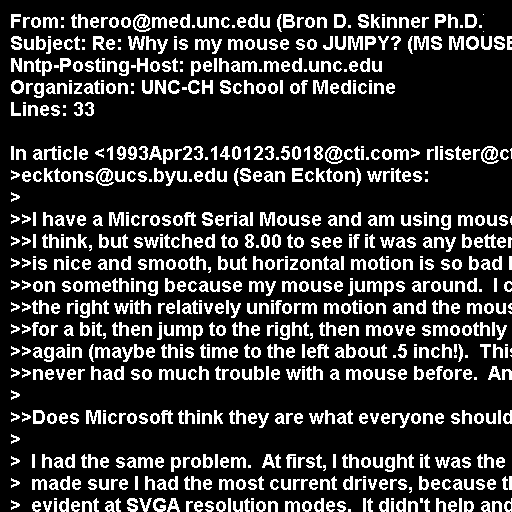 From: theroo@med.unc.edu (Bron D. Skinner Ph.D.
Subject: Re: Why is my mouse so JUMPY? (MS MOUSE
Nntp-Posting-Host: pelham.med.unc.edu
Organization: UNC-CH School of Medicine
Lines: 33

In article <1993Apr23.140123.5018@cti.com> rlister@ct
>ecktons@ucs.byu.edu (Sean Eckton) writes:
>
>>I have a Microsoft Serial Mouse and am using mouse
>>I think, but switched to 8.00 to see if it was any better
>>is nice and smooth, but horizontal motion is so bad I
>>on something because my mouse jumps around.  I c
>>the right with relatively uniform motion and the mous
>>for a bit, then jump to the right, then move smoothly
>>again (maybe this time to the left about .5 inch!).  This
>>never had so much trouble with a mouse before.  An
>
>>Does Microsoft think they are what everyone should
>
>  I had the same problem.  At first, I thought it was the
>  made sure I had the most current drivers, because th
>  evident at SVGA resolution modes.  It didn't help and